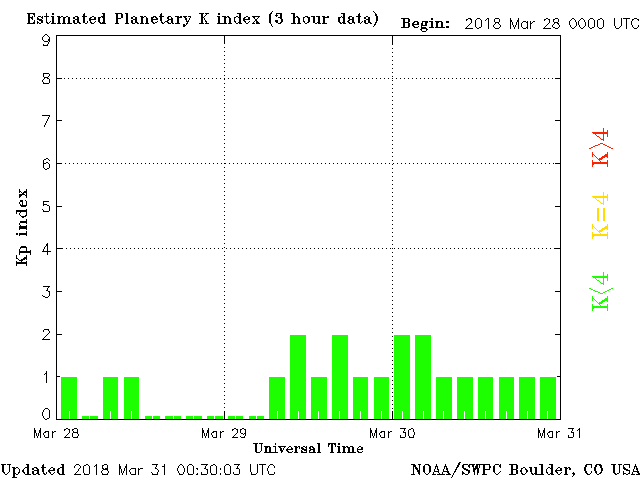 Estimated Planetary K index (3 hour data)
Begin: 2018 Mar 28 0000 UTC
9
8
7
6
5
4
3
2
1
0
Kp index
K>4
K=4
K<4
Mar 28
Mar 29
Mar 30
Mar 31
Universal Time
Updated 2018 Mar 31 00:30:03 UTC
NOAA/SWPC Boulder, CO USA